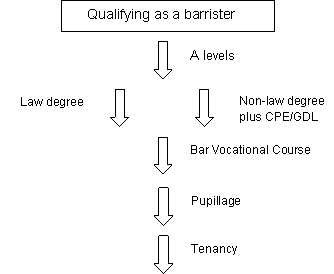 Qualifying as a barrister
A levels
Law degree
Non-law degree
plus CPE/GDL
Bar Vocational Course
Pupillage
Tenancy